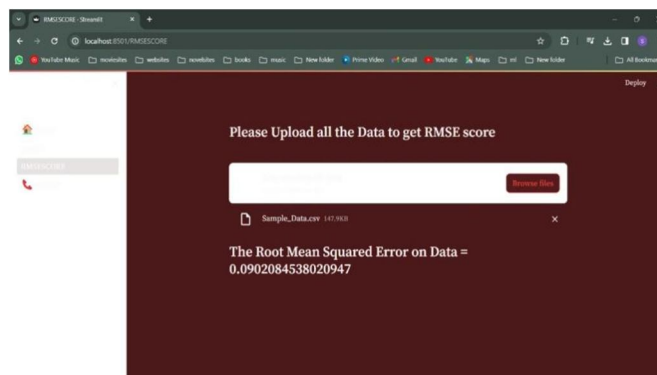 RMSESCORE · Streamlit
localhost:8501/RMSESCORE
YouTube Music moviesites websites novelsites books music New folder Prime Video Gmail YouTube Maps ml New folder All Bookmar
Deploy
RMSESCORE
Please Upload all the Data to get RMSE score
Browse files
Sample_Data.csv 147.9KB
The Root Mean Squared Error on Data =
0.0902084538020947